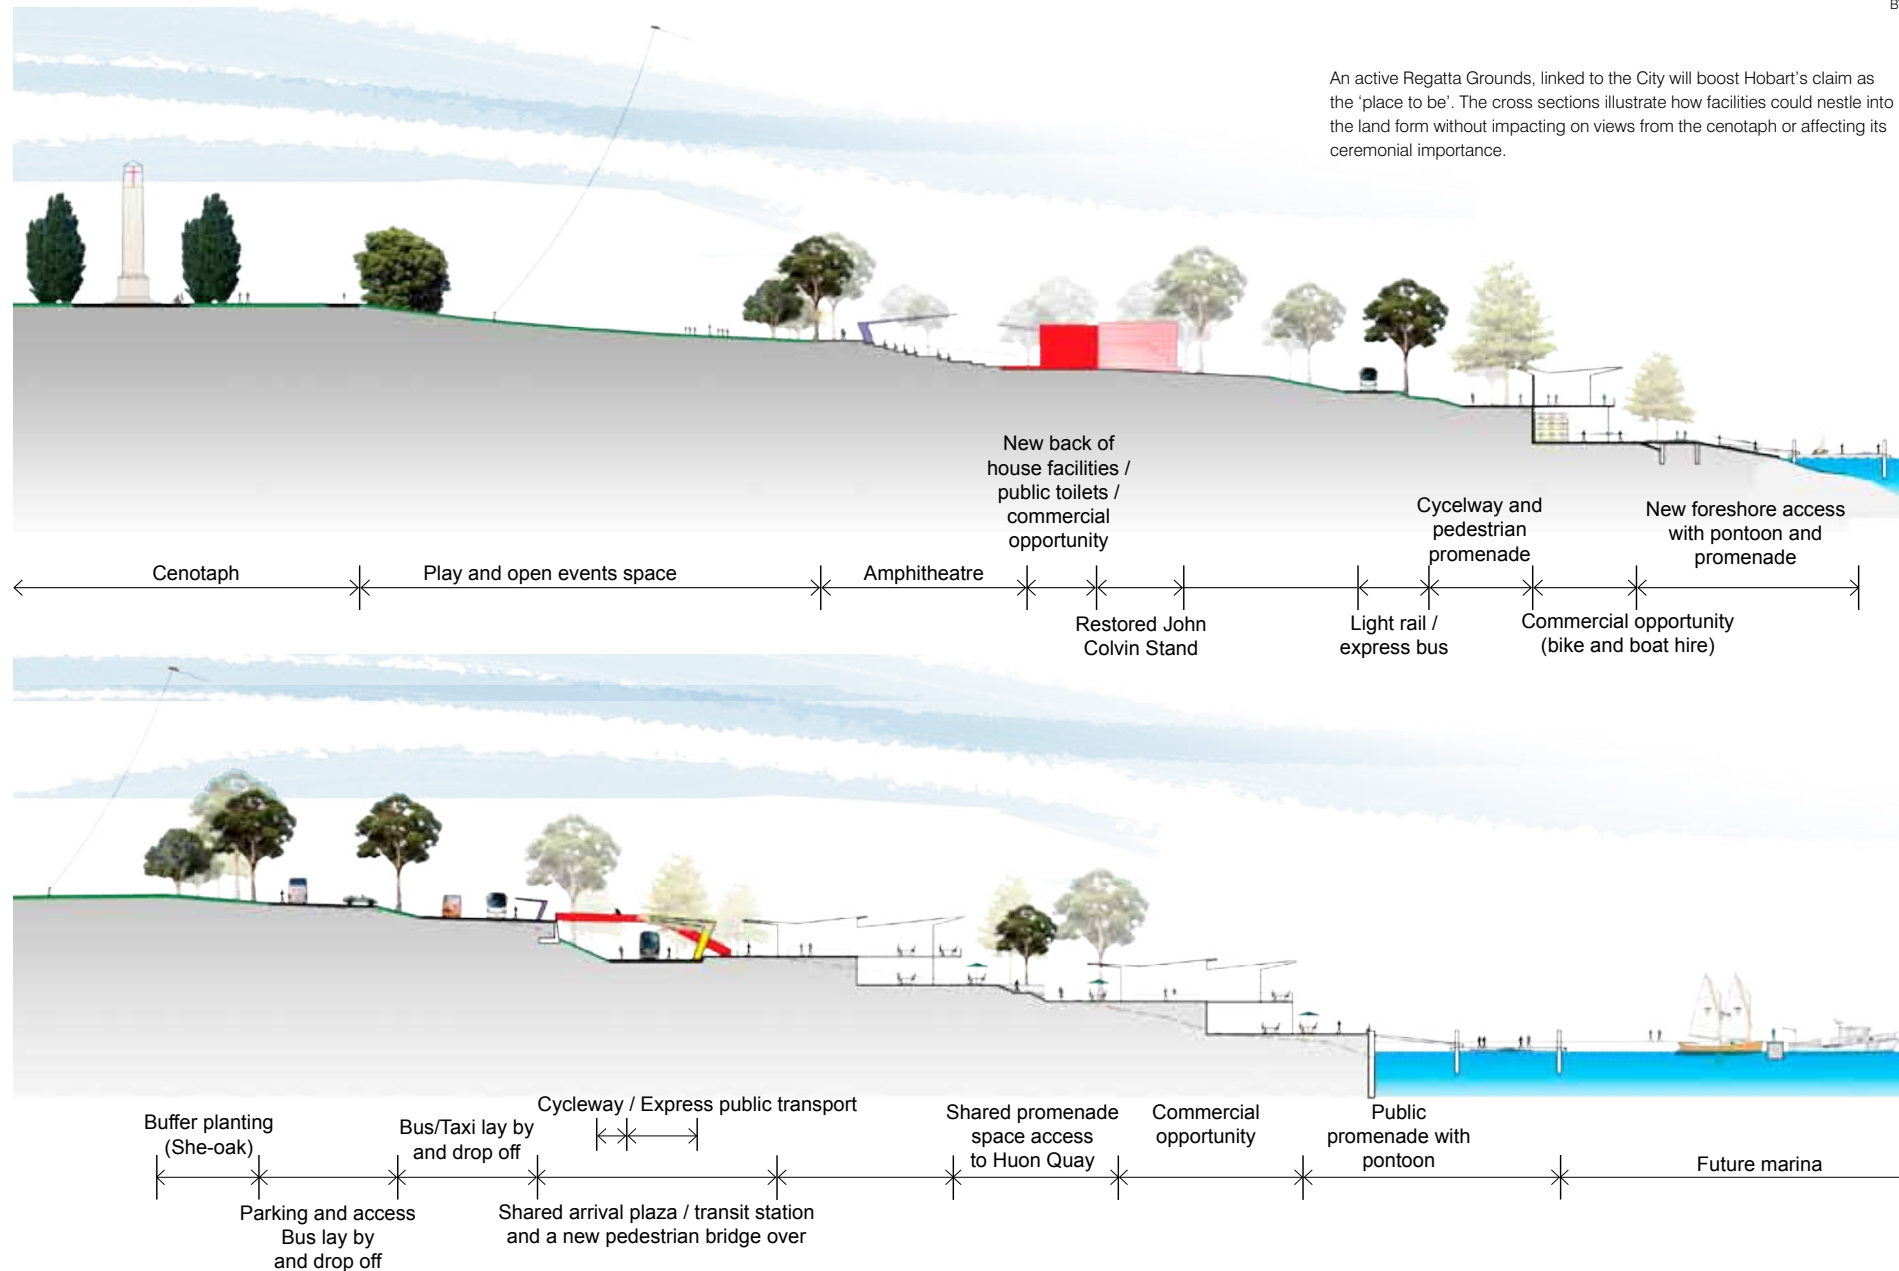 An active Regatta Grounds, linked to the City will boost Hobart’s claim as
the ‘place to be’. The cross sections illustrate how facilities could nestle into
the land form without impacting on views from the cenotaph or affecting its
ceremonial importance.
Cenotaph
Play and open events space
Amphitheatre
New back of
house facilities /
public toilets /
commercial
opportunity
Restored John
Colvin Stand
Light rail /
express bus
Cycelway and
pedestrian
promenade
Commercial opportunity
(bike and boat hire)
New foreshore access
with pontoon and
promenade
Buffer planting
(She-oak)
Parking and access
Bus lay by
and drop off
Bus/Taxi lay by
and drop off
Cycleway / Express public transport
Shared arrival plaza / transit station
and a new pedestrian bridge over
Shared promenade
space access
to Huon Quay
Commercial
opportunity
Public
promenade with
pontoon
Future marina